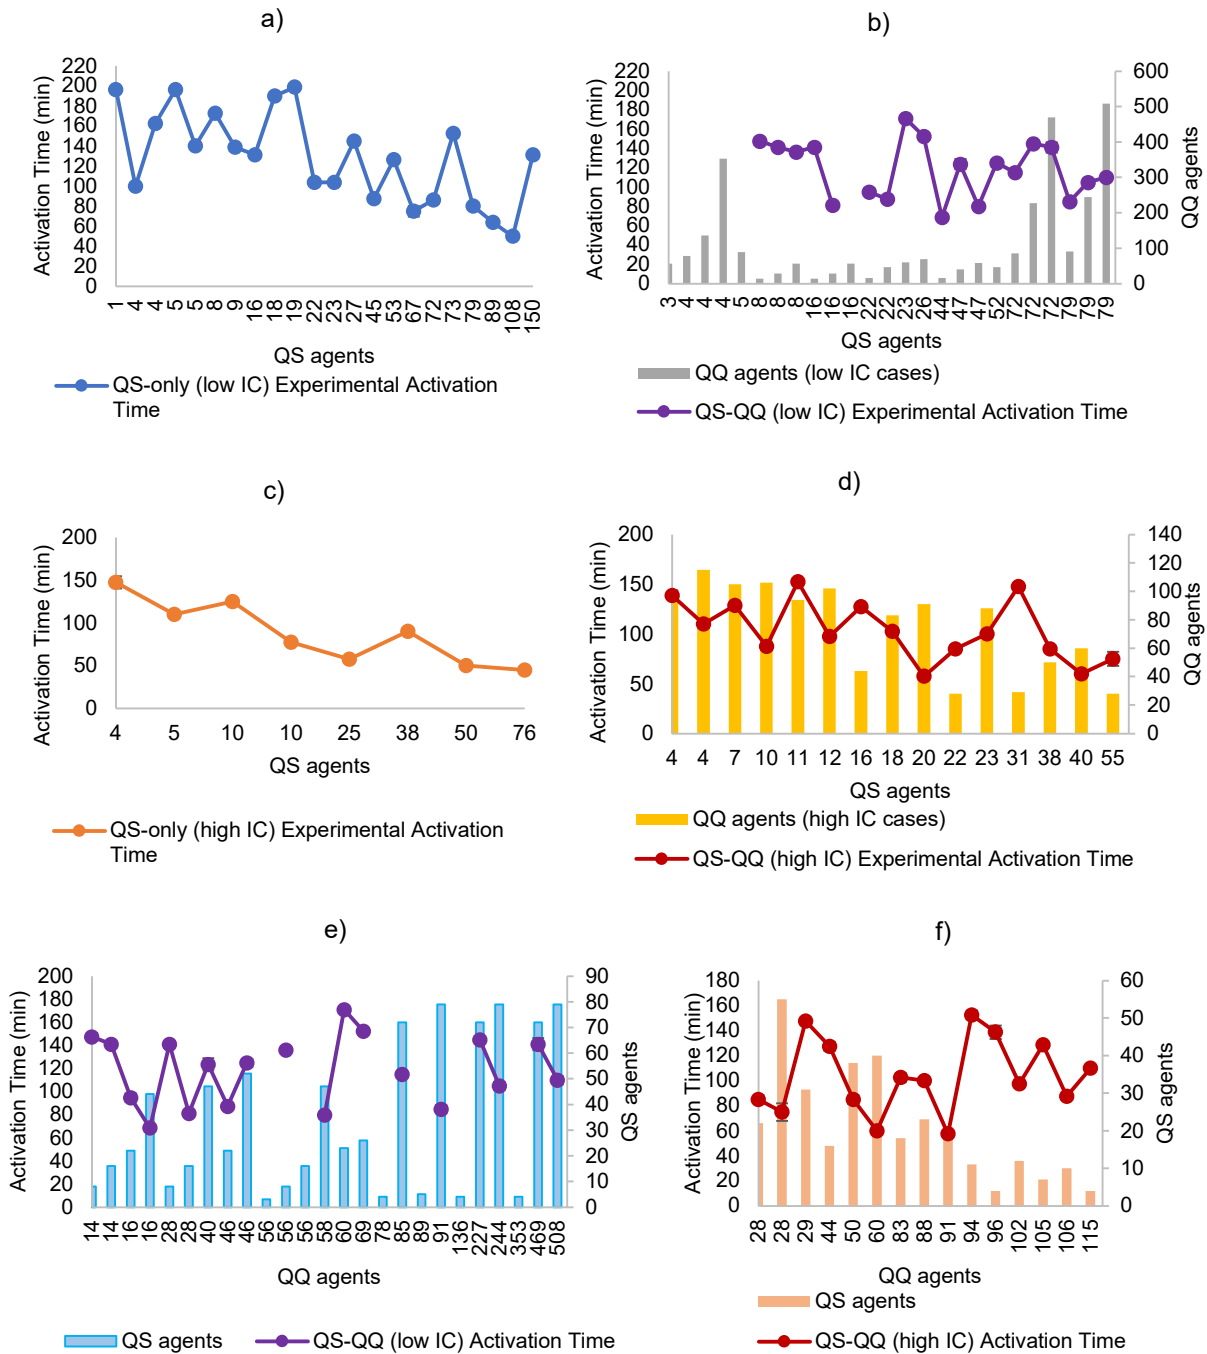 a)
Activation Time (min)
220
200
180
160
140
120
100
80
60
40
20
0
1 4 4 5 5 8 9 16 18 19 22 23 27 45 53 67 72 73 79 89 108 150
QS agents
QS-only (low IC) Experimental Activation
Time
b)
Activation Time (min)
220
200
180
160
140
120
100
80
60
40
20
0
600
500
400
300
200
100
0
QQ agents
3 4 4 4 5 8 8 8 16 16 16 22 22 23 26 44 47 47 52 72 72 72 79 79 79
QS agents
QQ agents (low IC cases)
QS-QQ (low IC) Experimental Activation Time
c)
Activation Time (min)
200
150
100
50
0
4 5 10 10 25 38 50 76
QS agents
QS-only (high IC) Experimental Activation
Time
d)
Activation Time (min)
200
150
100
50
0
140
120
100
80
60
40
20
0
QQ agents
4 4 7 10 11 12 16 18 20 22 23 31 38 40 55
QS agents
QQ agents (high IC cases)
QS-QQ (high IC) Experimental Activation Time
e)
Activation Time (min)
200
180
160
140
120
100
80
60
40
20
0
90
80
70
60
50
40
30
20
10
0
QS agents
14 14 16 16 28 28 40 46 46 56 56 56 58 60 69 78 85 89 91 136 227 244 353 469 508
QQ agents
QS agents
QS-QQ (low IC) Activation Time
f)
Activation Time (min)
180
160
140
120
100
80
60
40
20
0
60
50
40
30
20
10
0
QS agents
28 28 29 44 50 60 83 88 91 94 96 102 105 106 115
QQ agents
QS agents
QS-QQ (high IC) Activation Time